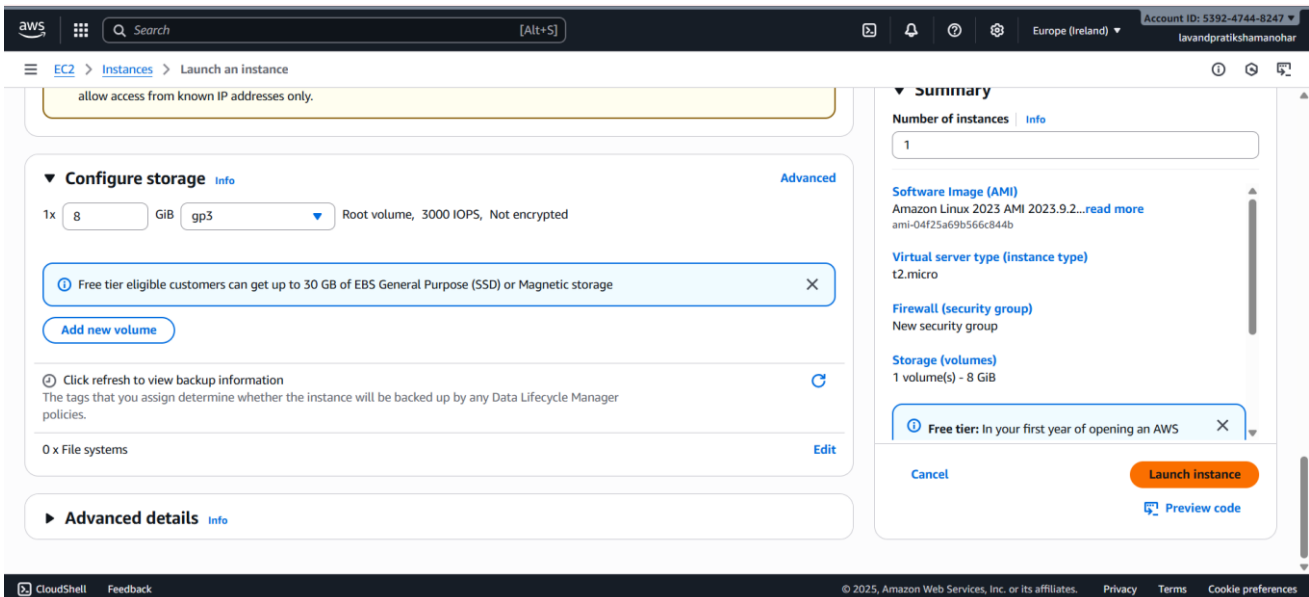 aws
Search [Alt+S]
Europe (Ireland) ▼
Account ID: 5392-4744-8247 ▼
lavandpratikshamanohar
EC2 > Instances > Launch an instance
allow access from known IP addresses only.
▼ Configure storage Info
Advanced
1x 8 GiB gp3 Root volume, 3000 IOPS, Not encrypted
Free tier eligible customers can get up to 30 GB of EBS General Purpose (SSD) or Magnetic storage
Add new volume
Click refresh to view backup information
The tags that you assign determine whether the instance will be backed up by any Data Lifecycle Manager
policies.
0 x File systems
Edit
▶ Advanced details Info
▼ Summary
Number of instances Info
1
Software Image (AMI)
Amazon Linux 2023 AMI 2023.9.2...read more
ami-04f25a69b566c844b
Virtual server type (instance type)
t2.micro
Firewall (security group)
New security group
Storage (volumes)
1 volume(s) - 8 GiB
Free tier: In your first year of opening an AWS
Cancel
Launch instance
Preview code
CloudShell Feedback
© 2025, Amazon Web Services, Inc. or its affiliates. Privacy Terms Cookie preferences